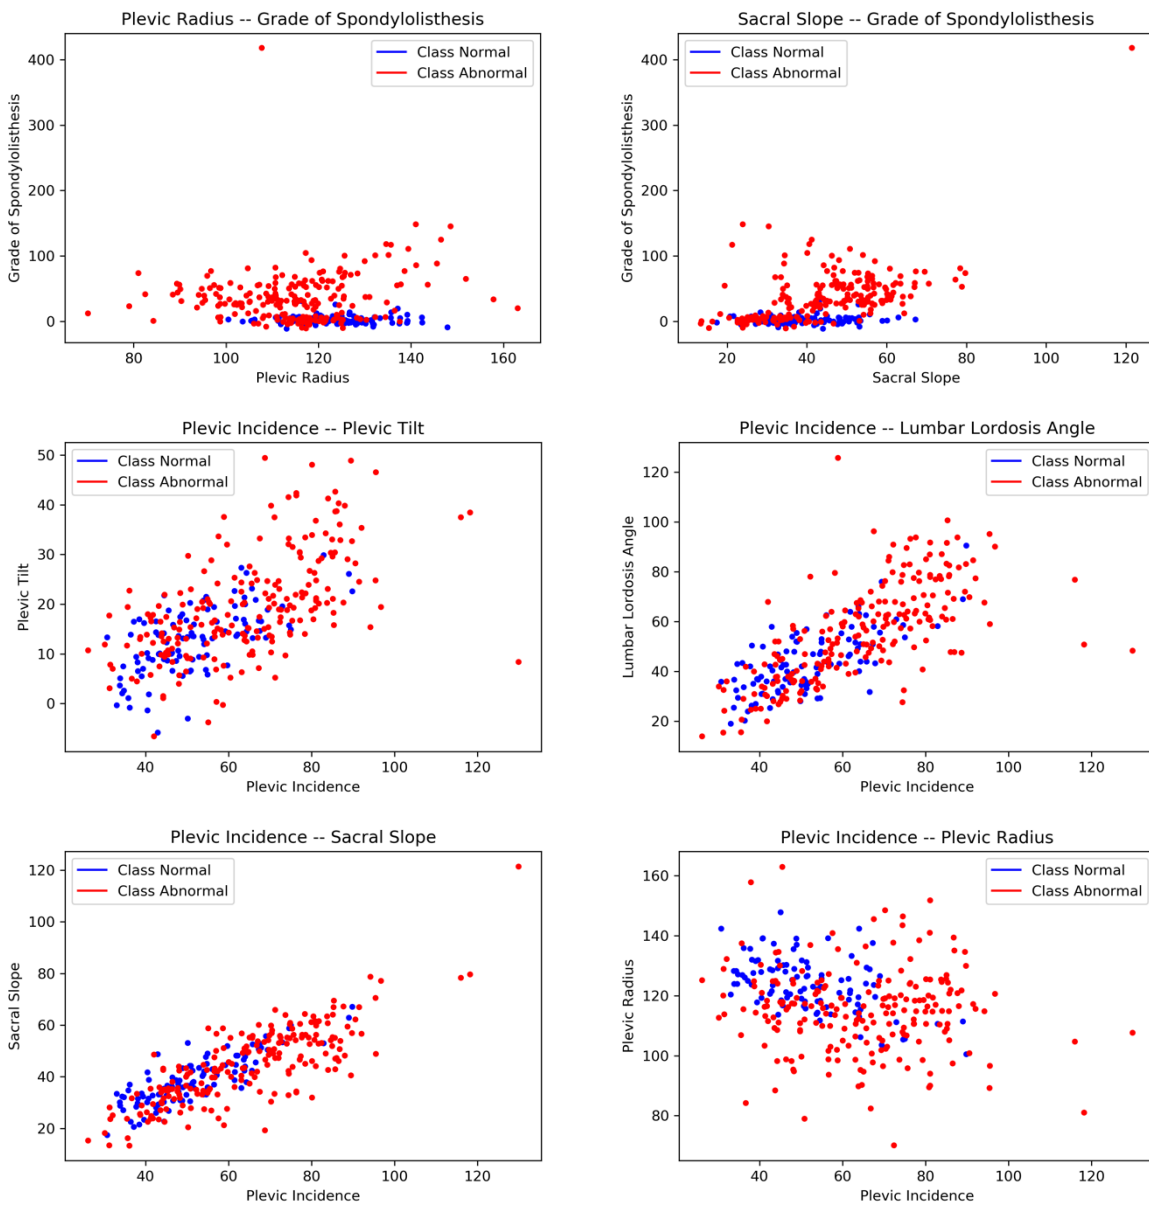 Plevic Radius -- Grade of Spondylolisthesis
Class Normal
Class Abnormal
400
300
200
100
0
Grade of Spondylolisthesis
80 100 120 140 160
Plevic Radius
Sacral Slope -- Grade of Spondylolisthesis
Class Normal
Class Abnormal
400
300
200
100
0
Grade of Spondylolisthesis
20 40 60 80 100 120
Sacral Slope
Plevic Incidence -- Plevic Tilt
Class Normal
Class Abnormal
50
40
30
20
10
0
Plevic Tilt
40 60 80 100 120
Plevic Incidence
Plevic Incidence -- Lumbar Lordosis Angle
Class Normal
Class Abnormal
120
100
80
60
40
20
Lumbar Lordosis Angle
40 60 80 100 120
Plevic Incidence
Plevic Incidence -- Sacral Slope
Class Normal
Class Abnormal
120
100
80
60
40
20
Sacral Slope
40 60 80 100 120
Plevic Incidence
Plevic Incidence -- Plevic Radius
Class Normal
Class Abnormal
160
140
120
100
80
Plevic Radius
40 60 80 100 120
Plevic Incidence